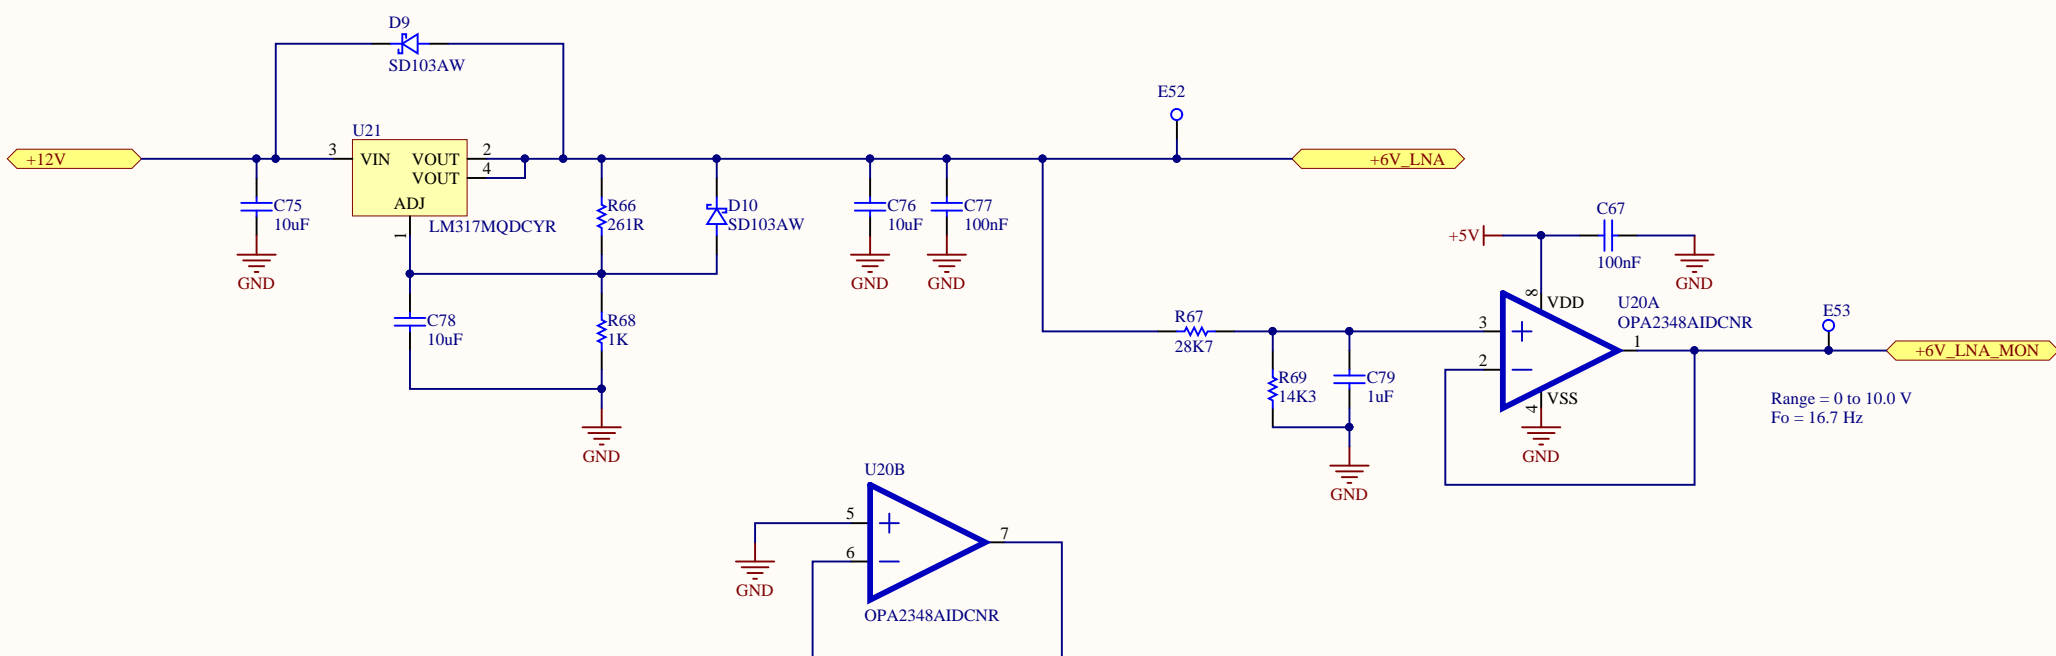 D9
SD103AW
E52
U21
+12V
3
VIN
VOUT
2
VOUT
4
ADJ
1
LM317MQDCYR
+6V_LNA
C75
10uF
GND
R66
261R
D10
SD103AW
C76
10uF
GND
C77
100nF
GND
C67
100nF
+5V
GND
C78
10uF
R68
1K
GND
R67
28K7
R69
14K3
C79
1uF
GND
8
VDD
U20A
OPA2348AIDCNR
3
2
1
VSS
4
GND
E53
+6V_LNA_MON
Range = 0 to 10.0 V
Fo = 16.7 Hz
U20B
5
6
7
GND
OPA2348AIDCNR